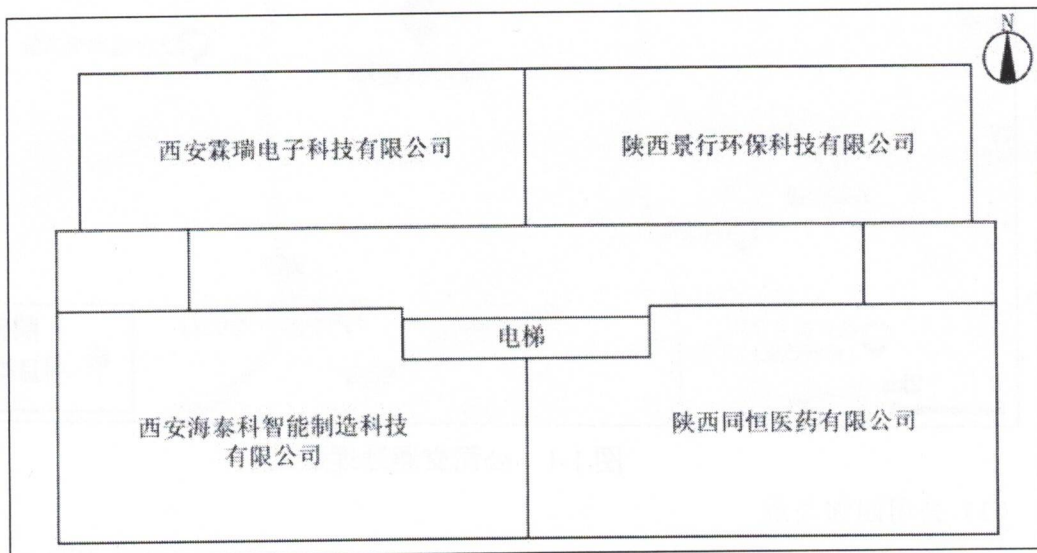 N
西安霖瑞电子科技有限公司
陕西景行环保科技有限公司
电梯
西安海泰科智能制造科技
有限公司
陕西同恒医药有限公司